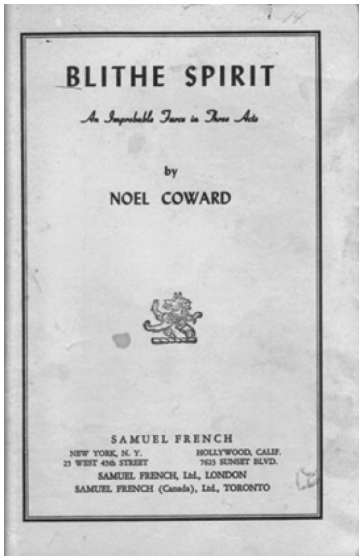 14
BLITHE SPIRIT
An Improbable Farce in Three Acts
by
NOEL COWARD
SAMUEL FRENCH
NEW YORK, N. Y. HOLLYWOOD, CALIF.
25 WEST 45th STREET 7623 SUNSET BLVD.
SAMUEL FRENCH, Ltd., LONDON
SAMUEL FRENCH (Canada), Ltd., TORONTO